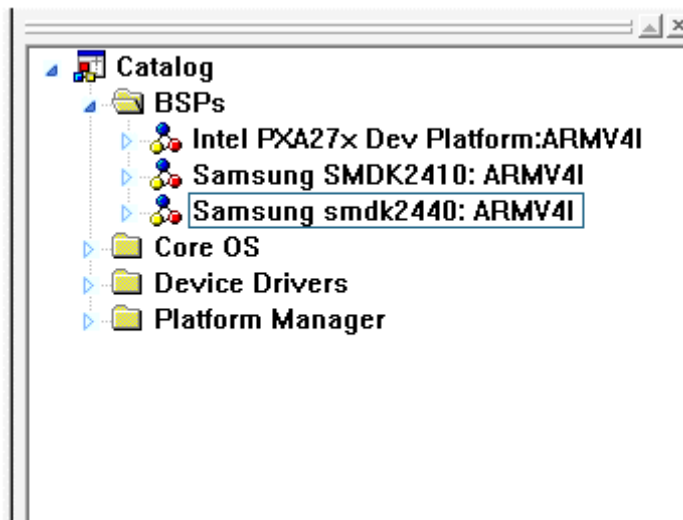 Catalog
BSPs
Intel PXA27x Dev Platform:ARMV4I
Samsung SMDK2410: ARMV4I
Samsung smdk2440: ARMV4I
Core OS
Device Drivers
Platform Manager